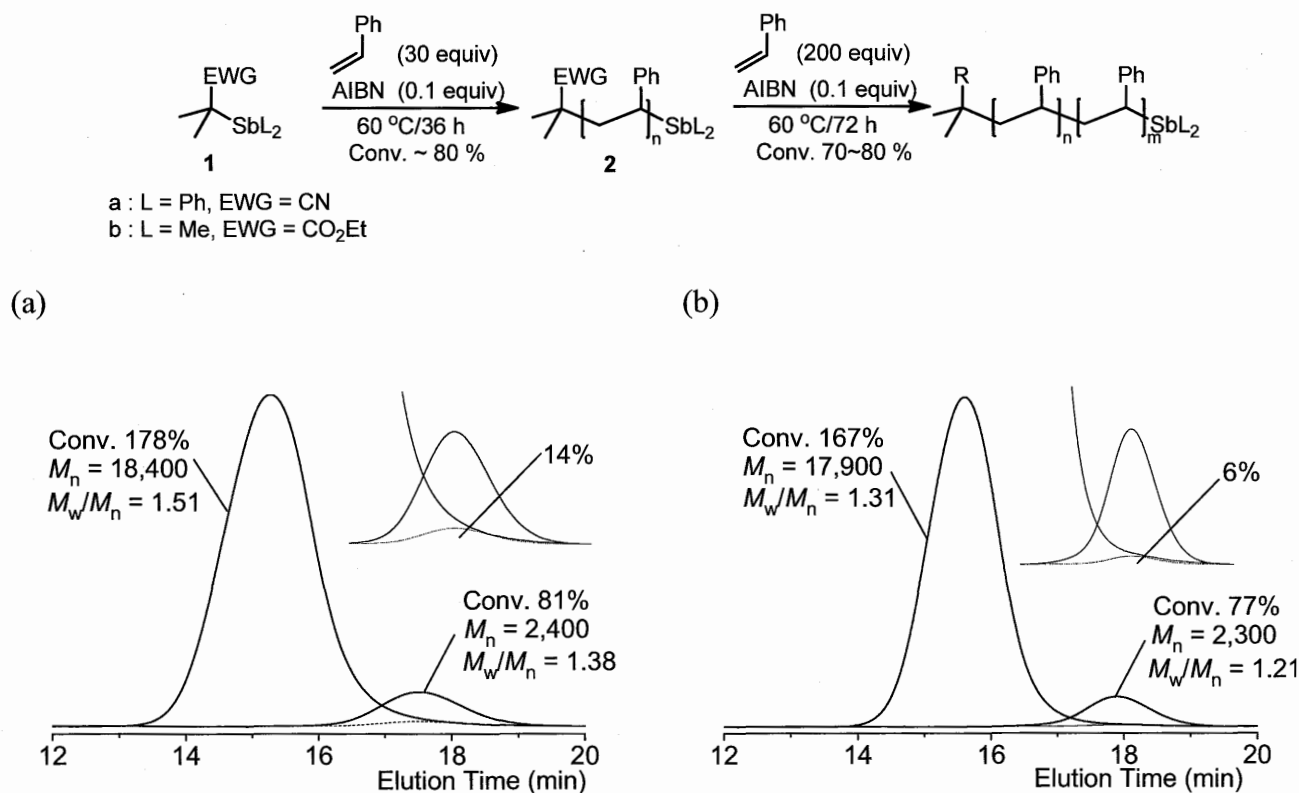 Ph
(30 equiv)
AIBN (0.1 equiv)
60 °C/36 h
Conv. ~ 80 %
Ph
(200 equiv)
AIBN (0.1 equiv)
60 °C/72 h
Conv. 70~80 %
EWG
SbL2
1
EWG
Ph
n
SbL2
2
R
Ph
n
Ph
m
SbL2
a : L = Ph, EWG = CN
b : L = Me, EWG = CO2Et
(a)
Conv. 178%
Mn = 18,400
Mw/Mn = 1.51
14%
Conv. 81%
Mn = 2,400
Mw/Mn = 1.38
12 14 16 18 20
Elution Time (min)
(b)
Conv. 167%
Mn = 17,900
Mw/Mn = 1.31
6%
Conv. 77%
Mn = 2,300
Mw/Mn = 1.21
12 14 16 18 20
Elution Time (min)